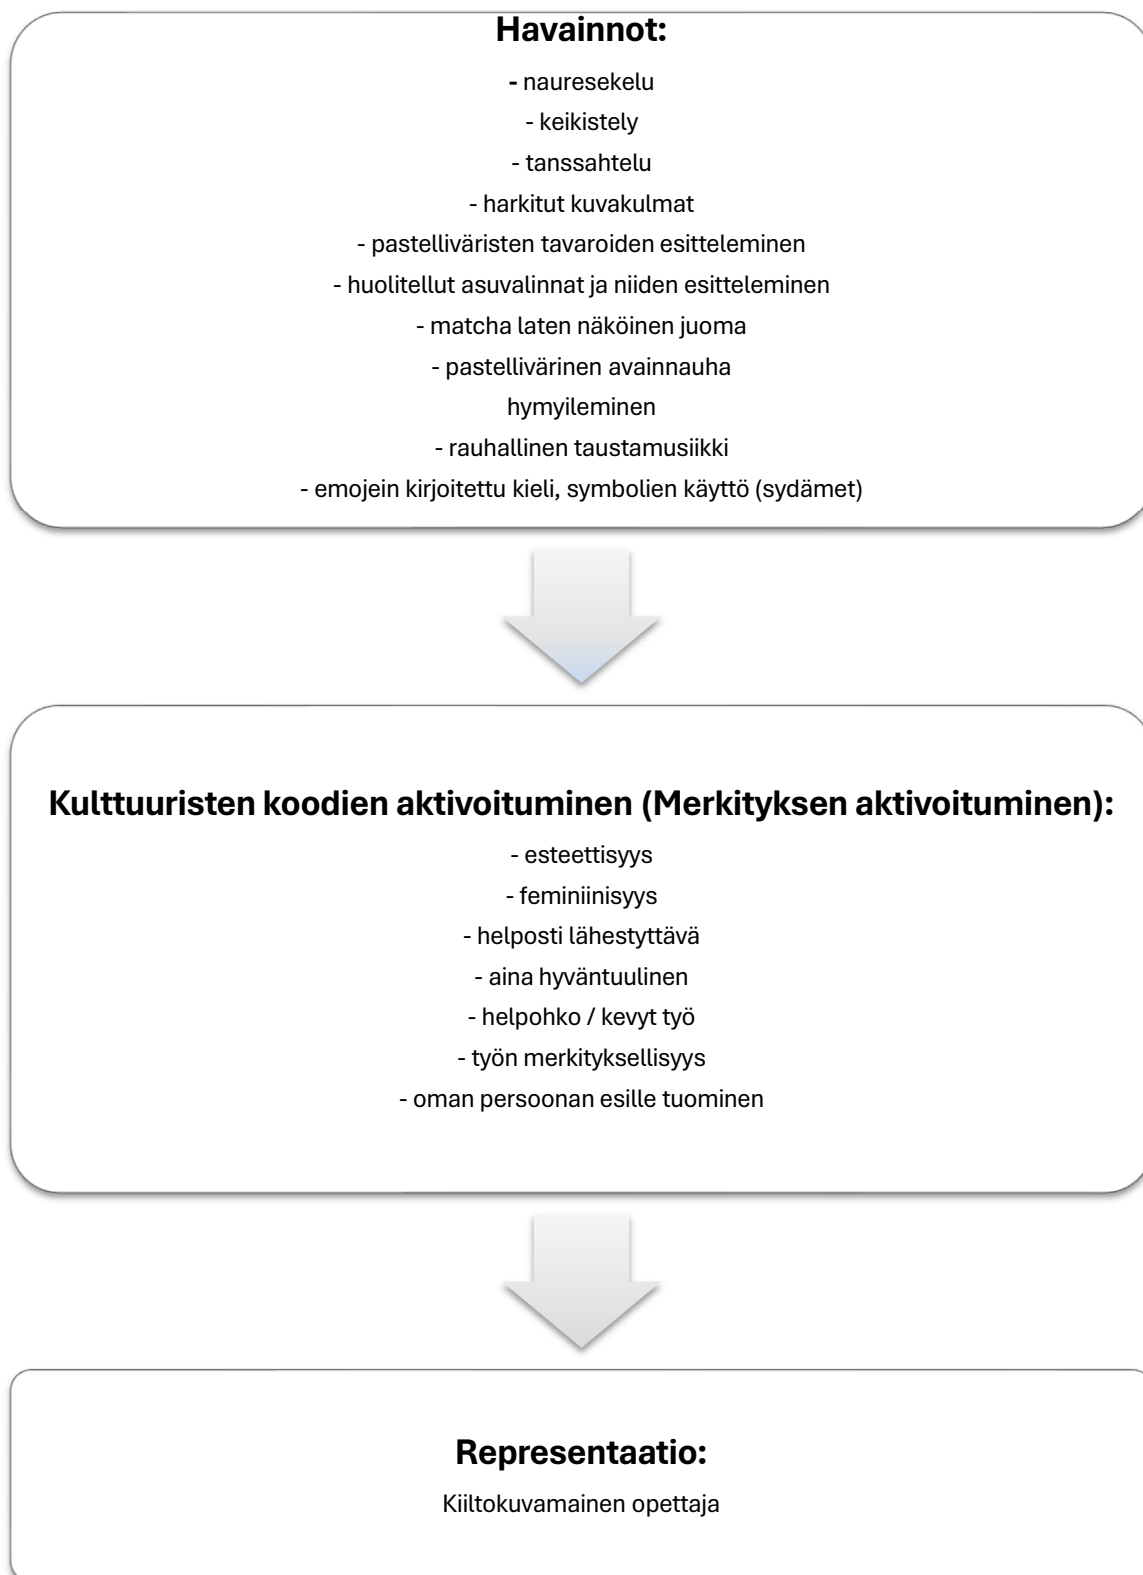 Havainnot:
- nauresekelu
- keikistely
- tanssahtelu
- harkitut kuvakulmat
- pastelliväristen tavaroiden esitteleminen
- huolitellut asuvalinnat ja niiden esitteleminen
- matcha laten näköinen juoma
- pastellivärinen avainnauha
hymyileminen
- rauhallinen taustamusiikki
- emojein kirjoitettu kieli, symbolien käyttö (sydämet)
Kulttuuristen koodien aktivoituminen (Merkityksen aktivoituminen):
- esteettisyys
- feminiinisyys
- helposti lähestyttävä
- aina hyväntuulinen
- helpohko / kevyt työ
- työn merkityksellisyys
- oman persoonan esille tuominen
Representaatio:
Kiiltokuvamainen opettaja